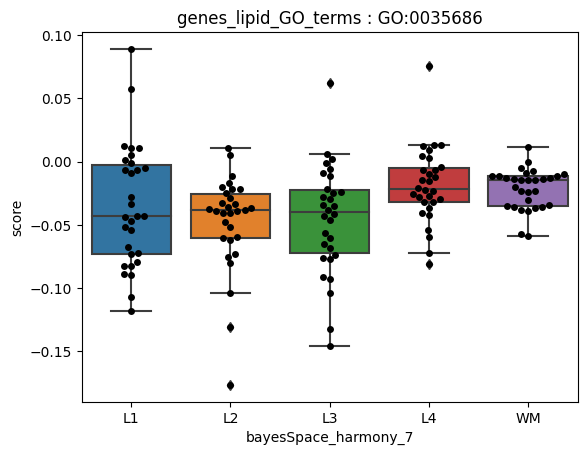 genes_lipid_GO_terms : GO:0035686
0.10
0.05
0.00
−0.05
−0.10
−0.15
score
L1 L2 L3 L4 WM
bayesSpace_harmony_7